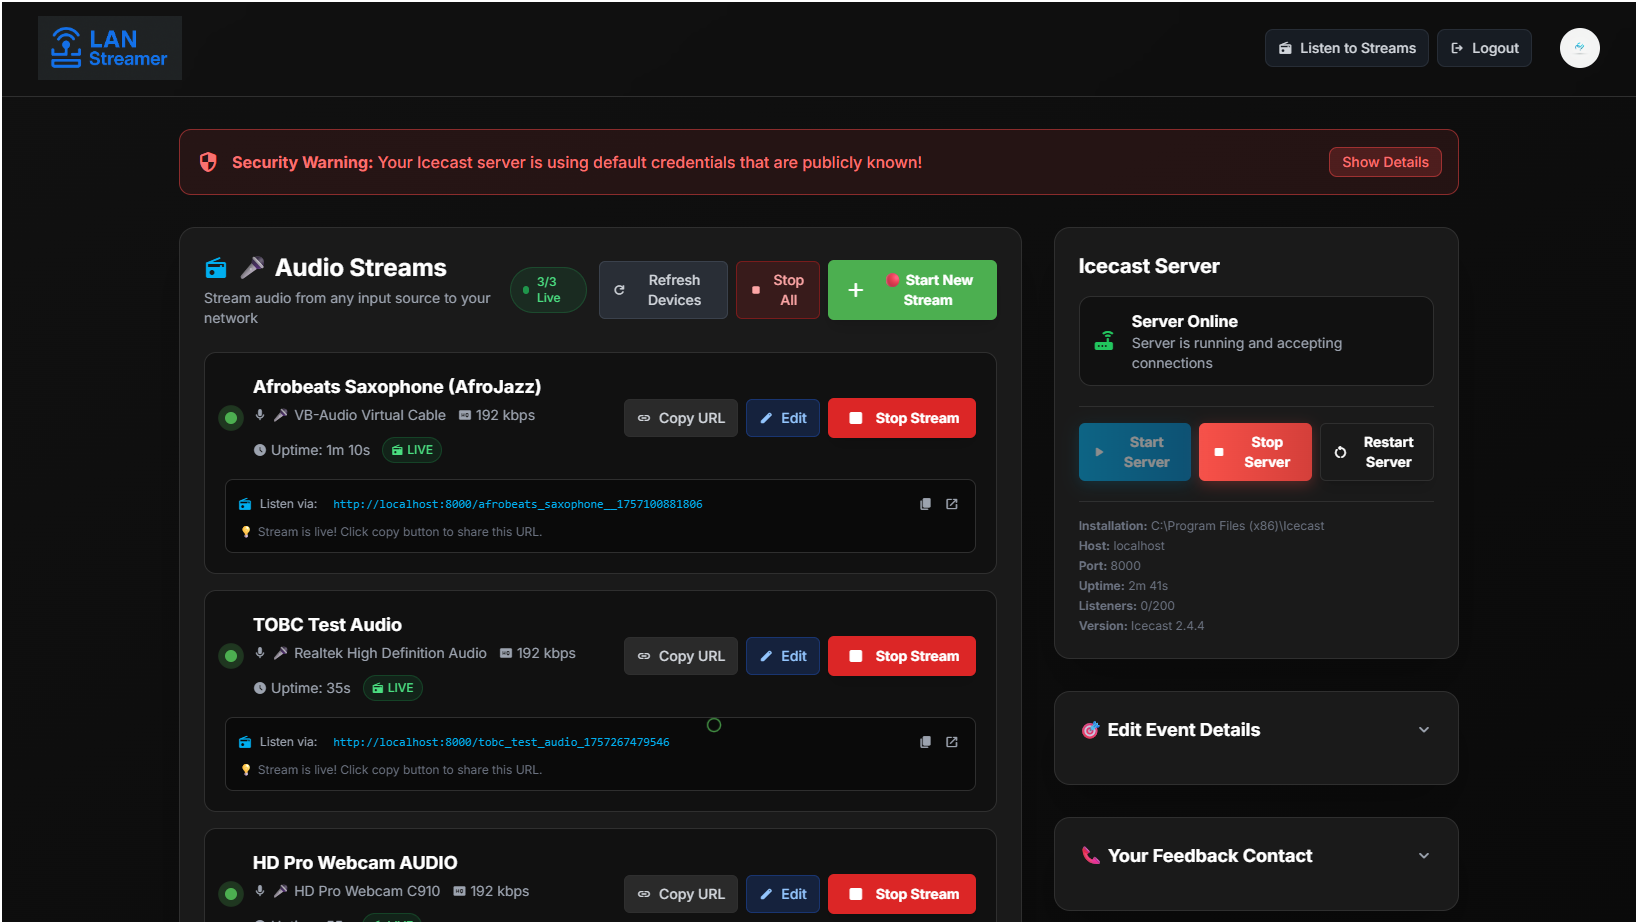 LAN
Streamer
Listen to Streams
Logout
Security Warning: Your Icecast server is using default credentials that are publicly known!
Show Details
Audio Streams
Stream audio from any input source to your
network
3/3
Live
Refresh
Devices
Stop
All
Start New
Stream
Afrobeats Saxophone (AfroJazz)
VB-Audio Virtual Cable
HQ 192 kbps
Uptime: 1m 10s
LIVE
Copy URL
Edit
Stop Stream
Listen via: http://localhost:8000/afrobeats_saxophone__1757100881806
Stream is live! Click copy button to share this URL.
TOBC Test Audio
Realtek High Definition Audio
HQ 192 kbps
Uptime: 35s
LIVE
Copy URL
Edit
Stop Stream
Listen via: http://localhost:8000/tobc_test_audio_1757267479546
Stream is live! Click copy button to share this URL.
HD Pro Webcam AUDIO
HD Pro Webcam C910
HQ 192 kbps
Copy URL
Edit
Stop Stream
Icecast Server
Server Online
Server is running and accepting
connections
Start
Server
Stop
Server
Restart
Server
Installation: C:\Program Files (x86)\Icecast
Host: localhost
Port: 8000
Uptime: 2m 41s
Listeners: 0/200
Version: Icecast 2.4.4
Edit Event Details
Your Feedback Contact